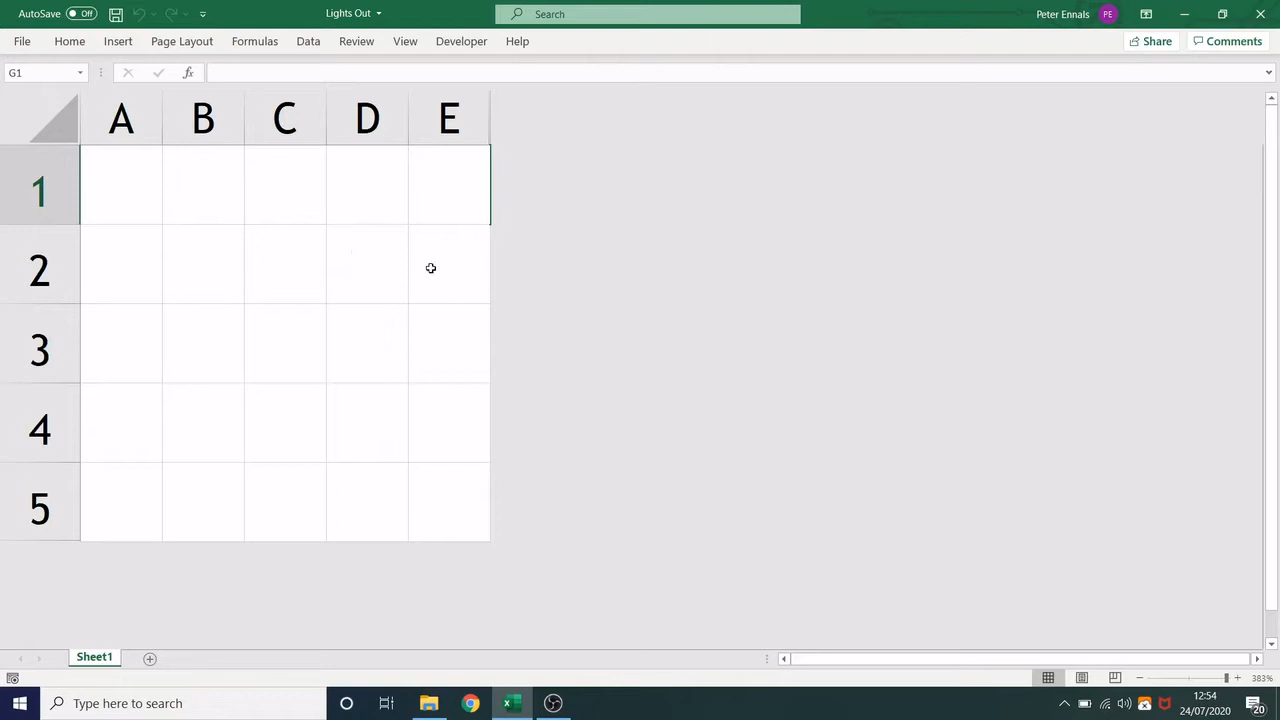 AutoSave Off Lights Out Search Peter Ennals PE
File Home Insert Page Layout Formulas Data Review View Developer Help Share Comments
G1 fx
A B C D E
1
2
3
4
5
Sheet1
383%
Type here to search 12:54
24/07/2020 20